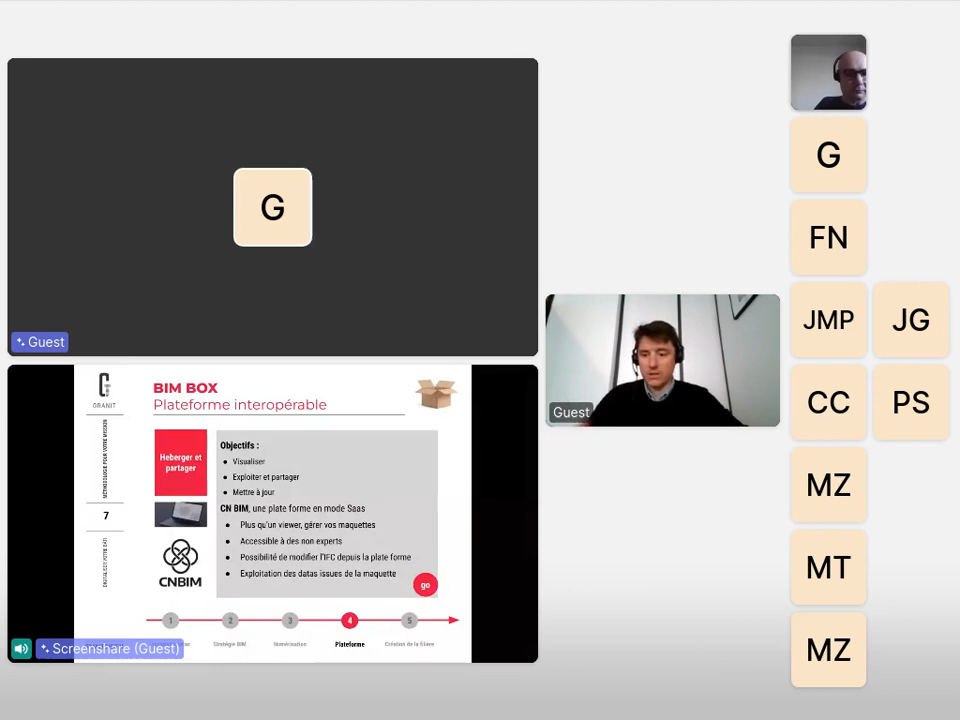 G
Guest
GRANIT
MÉTHODOLOGIE POUR VOTRE MISSION
7
BIM BOX
Plateforme interopérable
Heberger et
partager
CNBIM
Objectifs :
Visualiser
Exploiter et partager
Mettre à jour
CN BIM, une plate forme en mode Saas
Plus qu'un viewer, gérer vos maquettes
Accessible à des non experts
Possibilité de modifier l'IFC depuis la plate forme
Exploitation des datas issues de la maquette
go
1
2
3
4
5
Stratégie BIM
Numérisation
Plateforme
Création de la filière
Screenshare (Guest)
Guest
G
FN
JMP
JG
CC
PS
MZ
MT
MZ